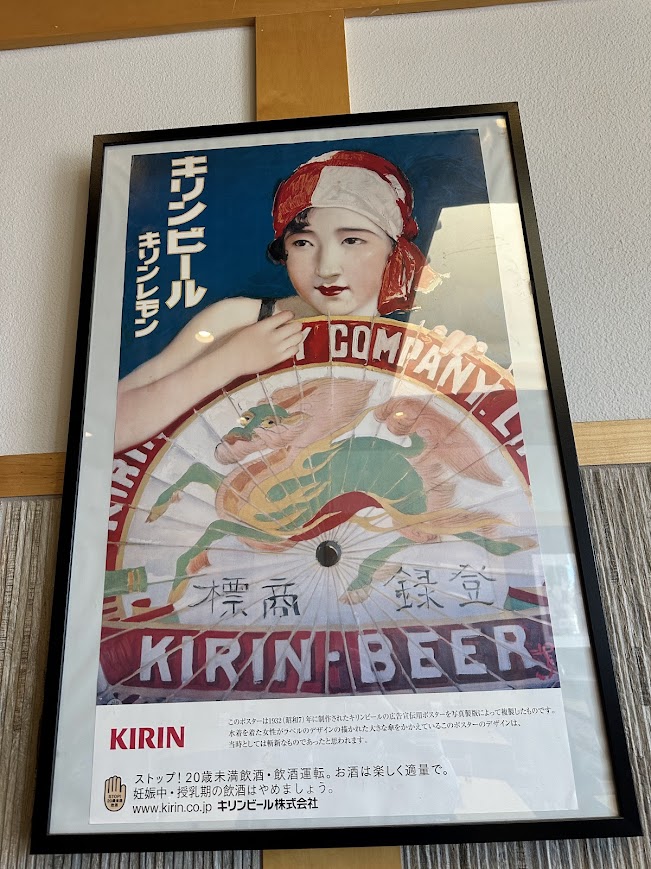 キリンビール
キリンレモン
KIRIN
Y COMPANY, L
登録
商標
KIRIN-BEER
KIRIN
このポスターは1932(昭和7)年に制作されたキリンビールの広告宣伝用ポスターを写真製版によって複製したものです。
水着を着た女性がラベルのデザインの描かれた大きな傘をかかえているこのポスターのデザインは、
当時としては斬新なものであったと思われます。
ストップ!20歳未満飲酒・飲酒運転。お酒は楽しく適量で。
妊娠中・授乳期の飲酒はやめましょう。
www.kirin.co.jp キリンビール株式会社
STOP!